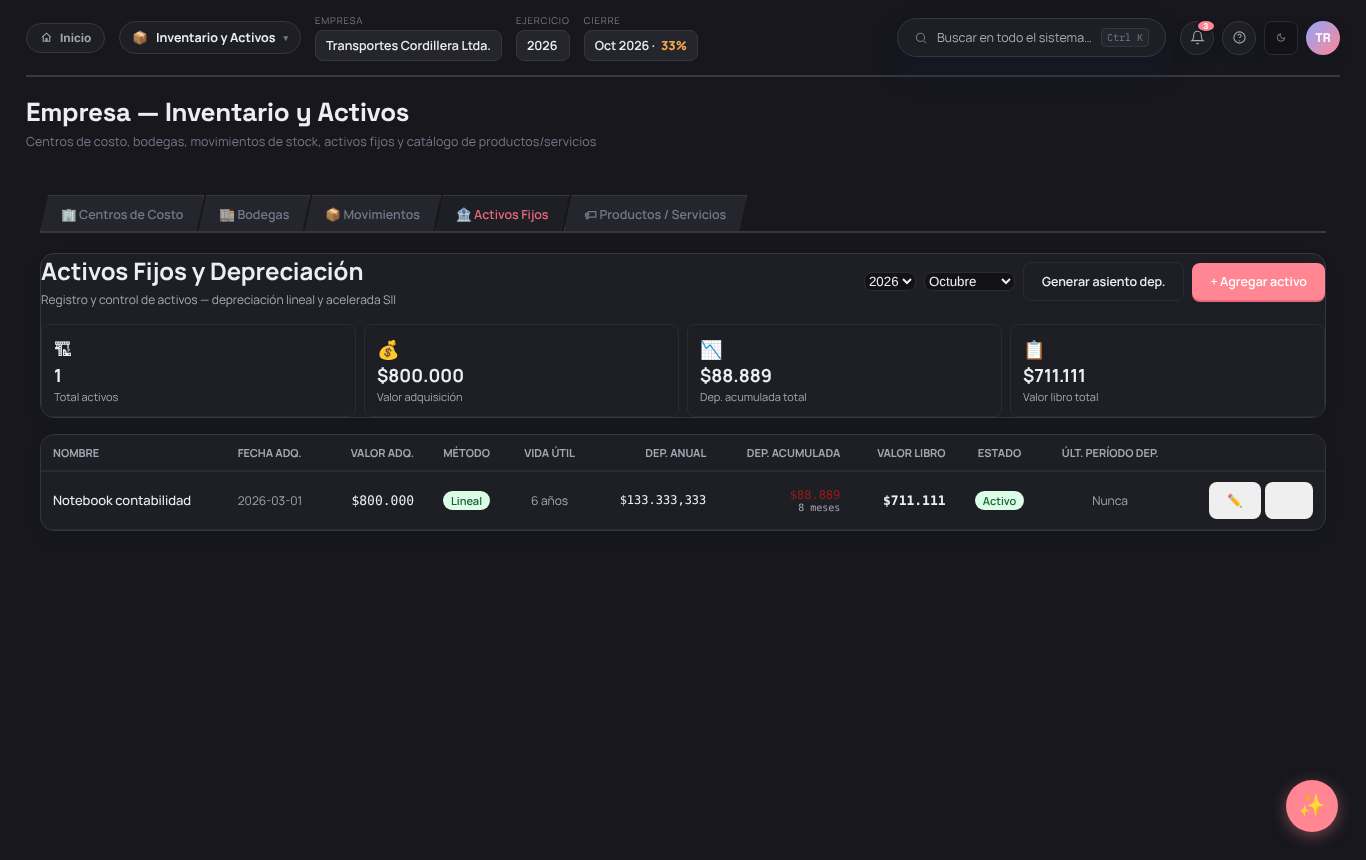 Inicio
📦 Inventario y Activos ▾
EMPRESA
Transportes Cordillera Ltda.
EJERCICIO
2026
CIERRE
Oct 2026 · 33%
Buscar en todo el sistema... Ctrl K
3
TR
Empresa — Inventario y Activos
Centros de costo, bodegas, movimientos de stock, activos fijos y catálogo de productos/servicios
🏢 Centros de Costo
🏬 Bodegas
📦 Movimientos
🏦 Activos Fijos
🏷 Productos / Servicios
Activos Fijos y Depreciación
Registro y control de activos — depreciación lineal y acelerada SII
2026
Octubre
Generar asiento dep.
+ Agregar activo
1
Total activos
$800.000
Valor adquisición
$88.889
Dep. acumulada total
$711.111
Valor libro total
NOMBRE FECHA ADQ. VALOR ADQ. MÉTODO VIDA ÚTIL DEP. ANUAL DEP. ACUMULADA VALOR LIBRO ESTADO ÚLT. PERÍODO DEP.
Notebook contabilidad 2026-03-01 $800.000 Lineal 6 años $133.333,333 $88.889 $711.111 Activo Nunca
8 meses